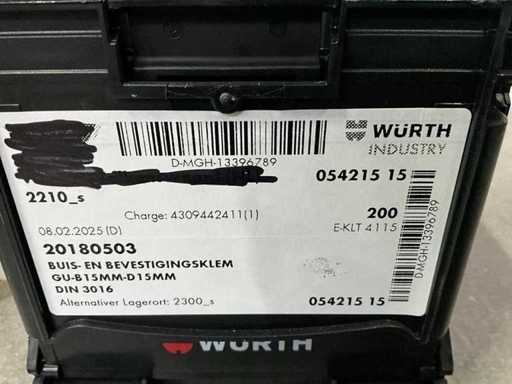 WÜRTH
INDUSTRY
D-MGH-13396789
2210_s
054215 15
Charge: 4309442411(1)
200
08.02.2025 (D)
E-KLT 4115
D-MGH-13396789
20180503
BUIS- EN BEVESTIGINGSKLEM
GU-B15MM-D15MM
DIN 3016
Alternativer Lagerort: 2300_s
054215 15
WÜRTH